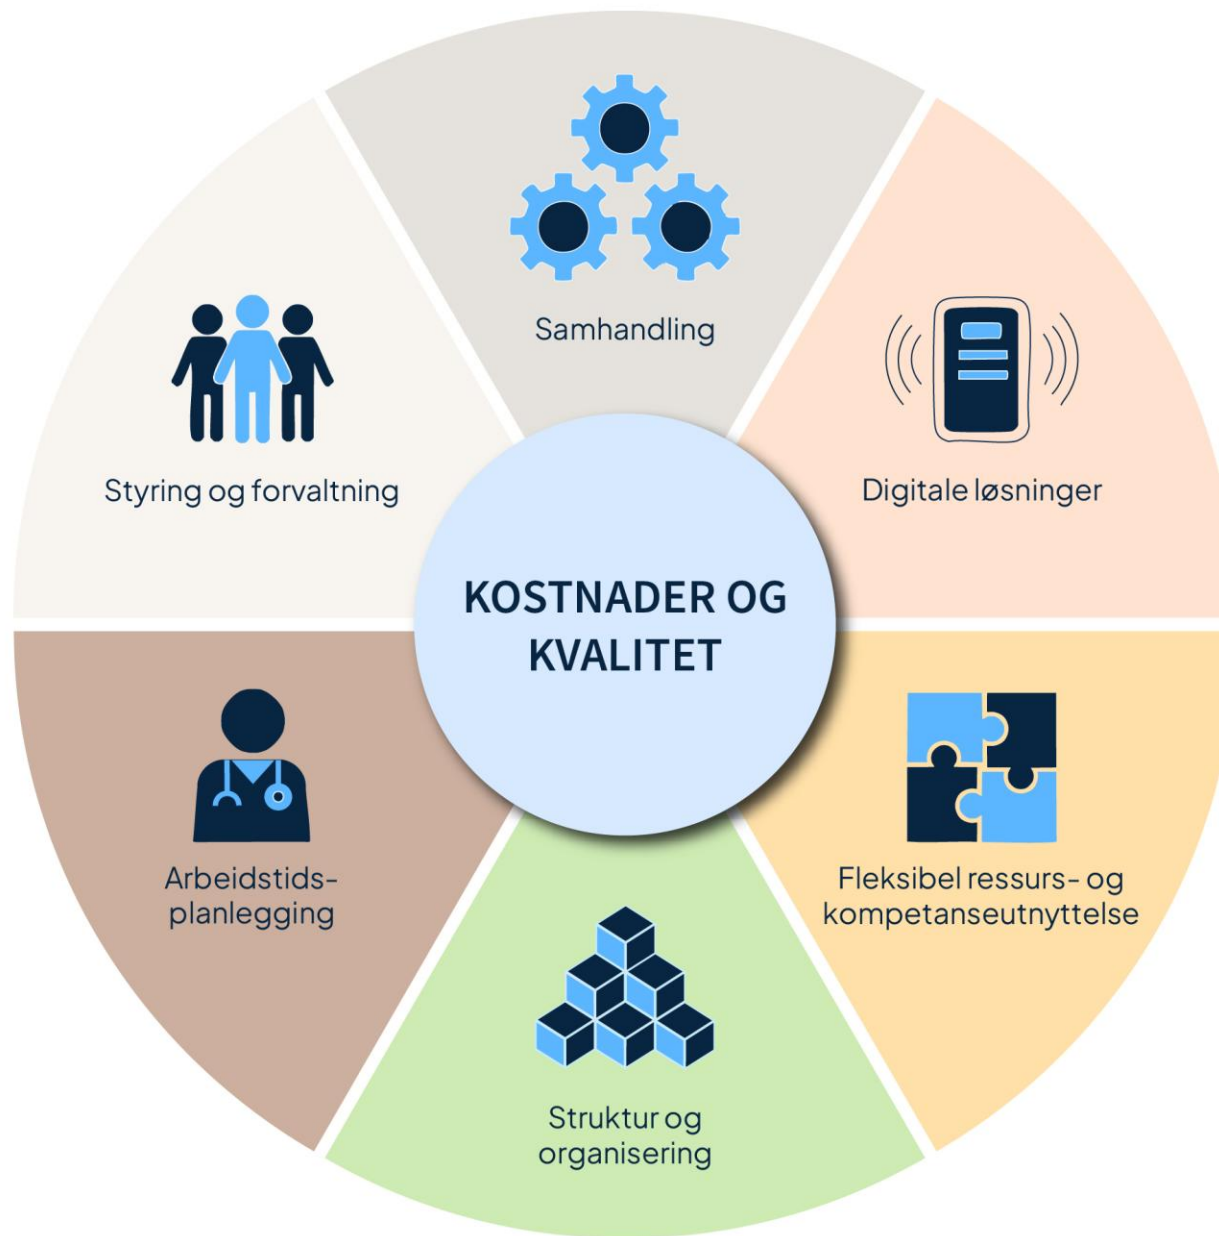 Samhandling
Styring og forvaltning
Digitale løsninger
KOSTNADER OG
KVALITET
Arbeidstids-
planlegging
Fleksibel ressurs- og
kompetanseutnyttelse
Struktur og
organisering